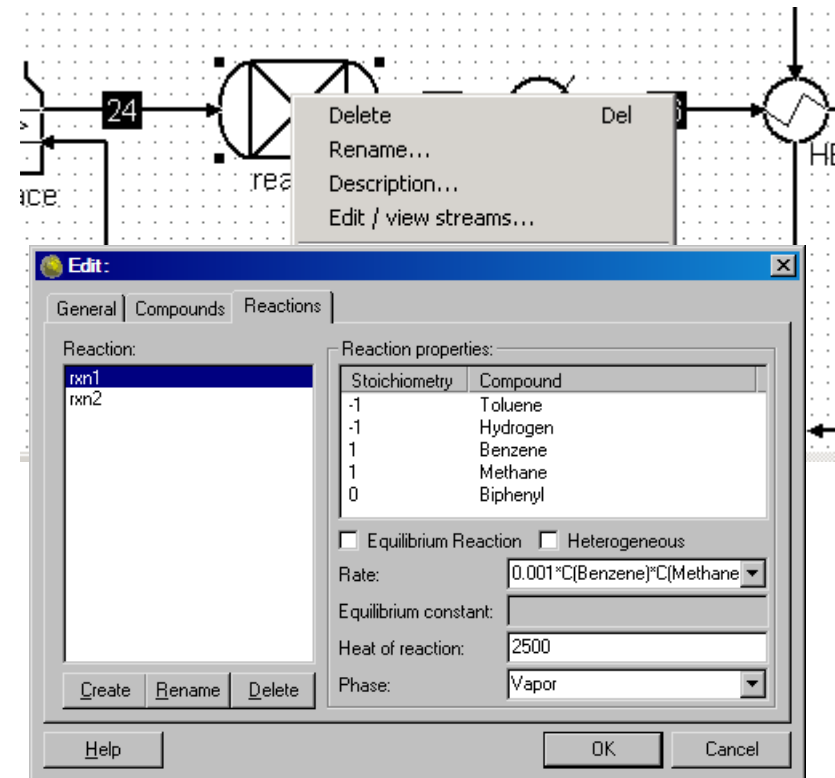 24
Delete Del
Rename...
Description...
Edit / view streams...
Edit:
General Compounds Reactions
Reaction:
rxn1
rxn2
Reaction properties:
Stoichiometry Compound
-1 Toluene
-1 Hydrogen
1 Benzene
1 Methane
0 Biphenyl
Equilibrium Reaction Heterogeneous
Rate: 0.001*C(Benzene)*C(Methane
Equilibrium constant:
Heat of reaction: 2500
Phase: Vapor
Create Rename Delete
Help OK Cancel